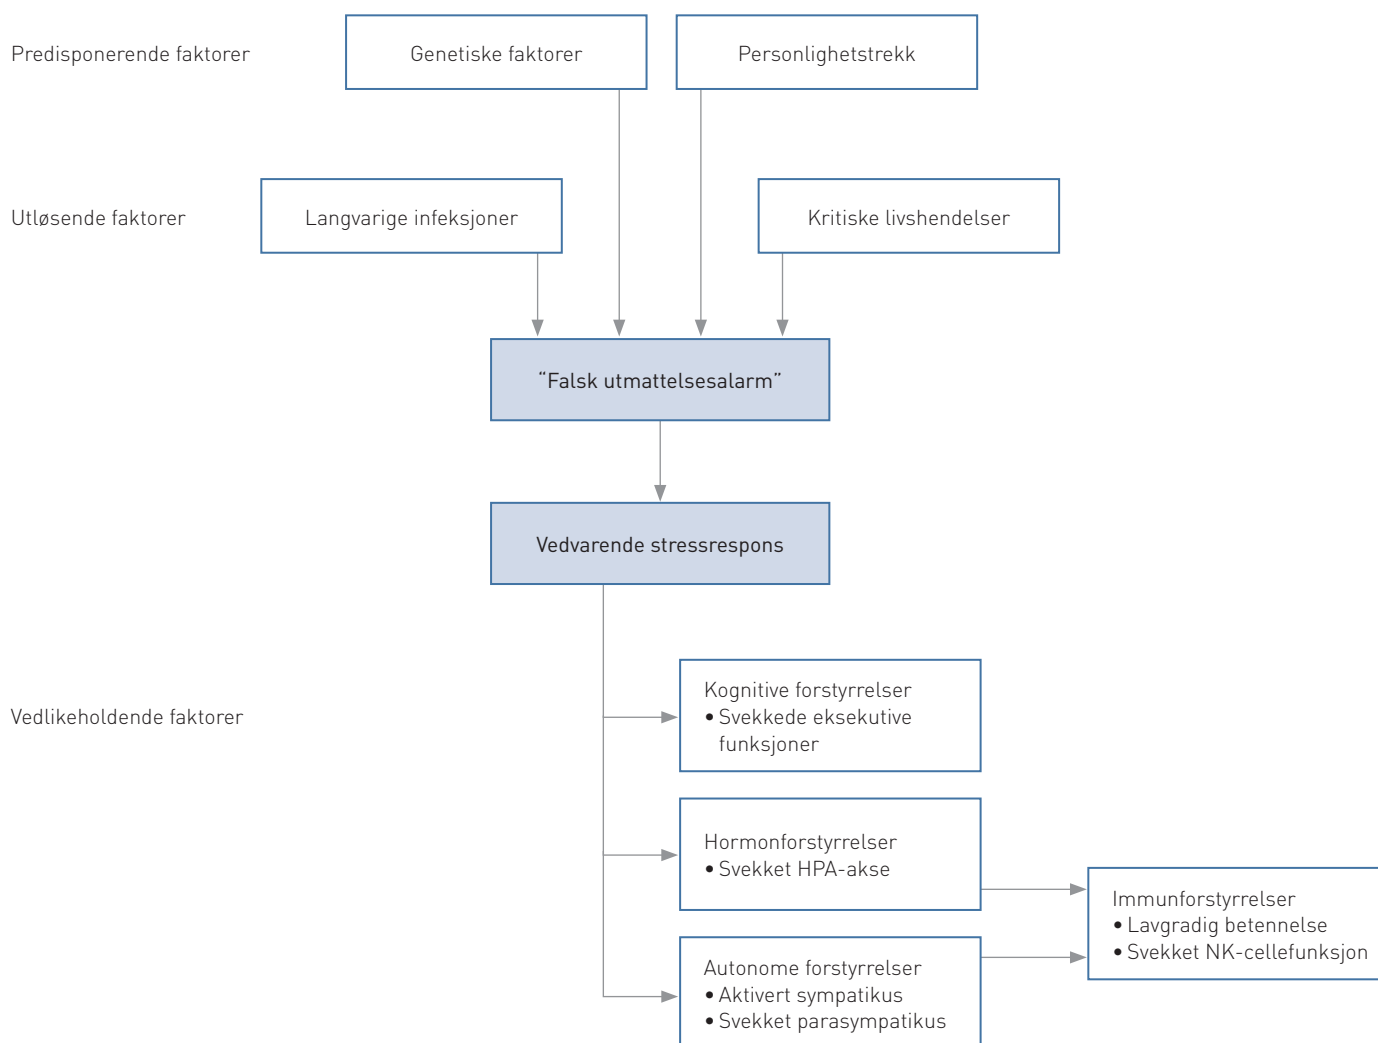 Predisponerende faktorer
Genetiske faktorer
Personlighetstrekk
Utløsende faktorer
Langvarige infeksjoner
Kritiske livshendelser
“Falsk utmattelsesalarm”
Vedvarende stressrespons
Vedlikeholdende faktorer
Kognitive forstyrrelser
• Svekkede eksekutive
funksjoner
Hormonforstyrrelser
• Svekket HPA-akse
Immunforstyrrelser
• Lavgradig betennelse
• Svekket NK-cellefunksjon
Autonome forstyrrelser
• Aktivert sympatikus
• Svekket parasympatikus